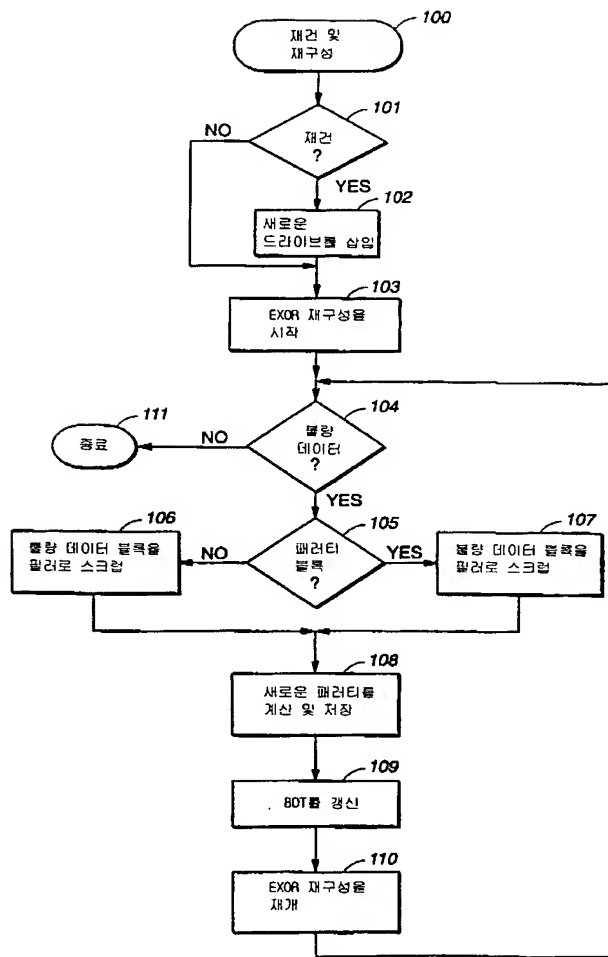 100
재건 및
재구성
101
NO
재건
?
YES
102
새로운
드라이브를 삽입
103
EXOR 재구성을
시작
111
종료
NO
104
불량
데이터
?
YES
106
불량 데이터 블록을
필러로 스크럽
NO
105
패러티
블록
?
YES
107
불량 데이터 블록을
필러로 스크럽
108
새로운 패러티를
계산 및 저장
109
BDT를 갱신
110
EXOR 재구성을
재개